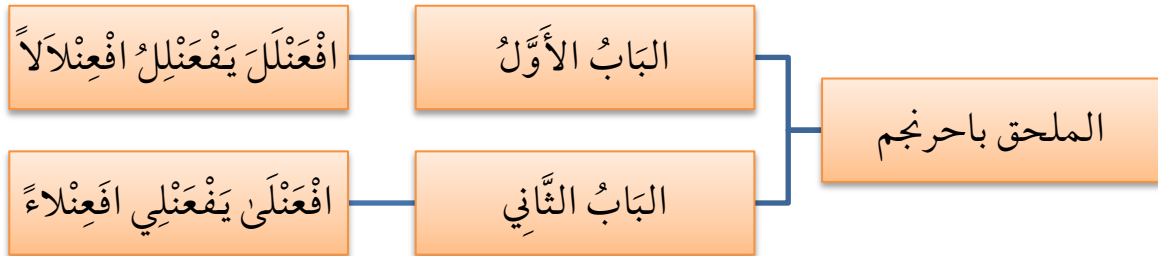 الملحق باحرنجم
البَابُ الأَوَّلُ
افْعَنْلَلَ يَفْعَنْلِلُ افْعِنْلاَلاً
البَابُ الثَّانِي
افْعَنْلَىٰ يَفْعَنْلِي افَعِنْلاءً